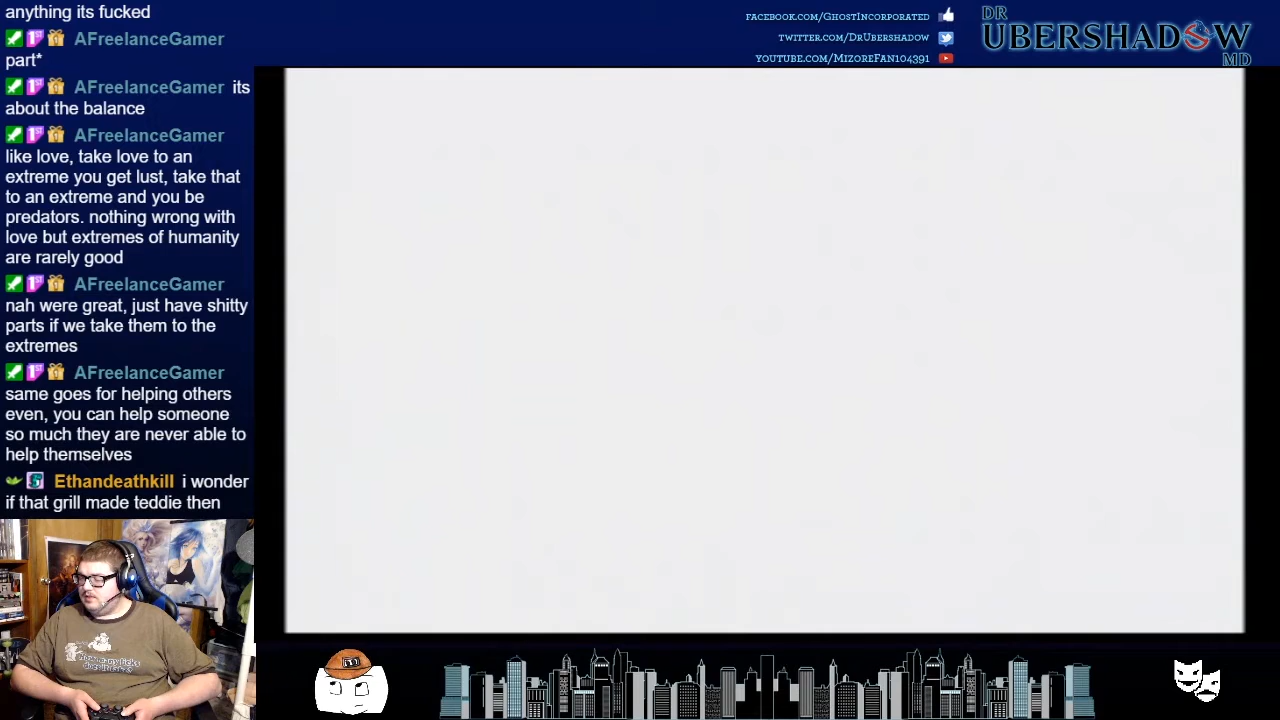 anything its fucked
FACEBOOK.COM/GHOSTINCORPORATED
DR
UBERSHADOW
MD
TWITTER.COM/DRUBERSHADOW
YOUTUBE.COM/MIZOREFAN104391
AFreelanceGamer
part*
AFreelanceGamer its
about the balance
AFreelanceGamer
like love, take love to an
extreme you get lust, take that
to an extreme and you be
predators. nothing wrong with
love but extremes of humanity
are rarely good
AFreelanceGamer
nah were great, just have shitty
parts if we take them to the
extremes
AFreelanceGamer
same goes for helping others
even, you can help someone
so much they are never able to
help themselves
Ethandeathkill i wonder
if that grill made teddie then